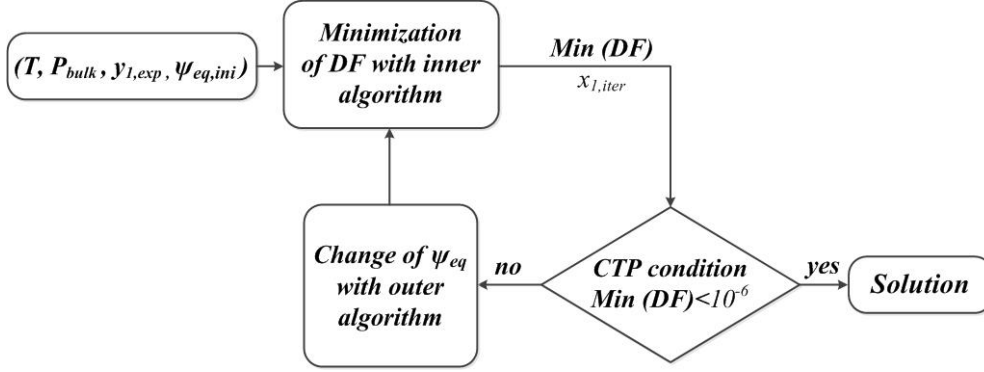 (T, P_bulk, y_1,exp, ψ_eq,ini)
Minimization
of DF with inner
algorithm
Min (DF)
x_1,iter
Change of ψ_eq
with outer
algorithm
no
CTP condition
Min (DF)<10^-6
yes
Solution